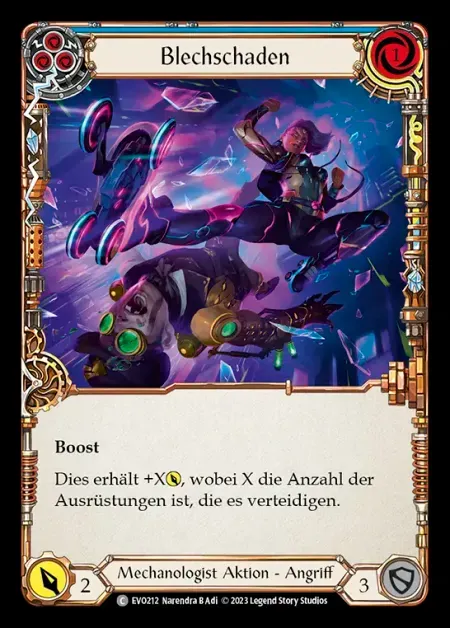 Blechschaden
1
Boost
Dies erhält +X, wobei X die Anzahl der
Ausrüstungen ist, die es verteidigen.
2
Mechanologist Aktion - Angriff
3
C EVO212 Narendra B Adi © 2023 Legend Story Studios